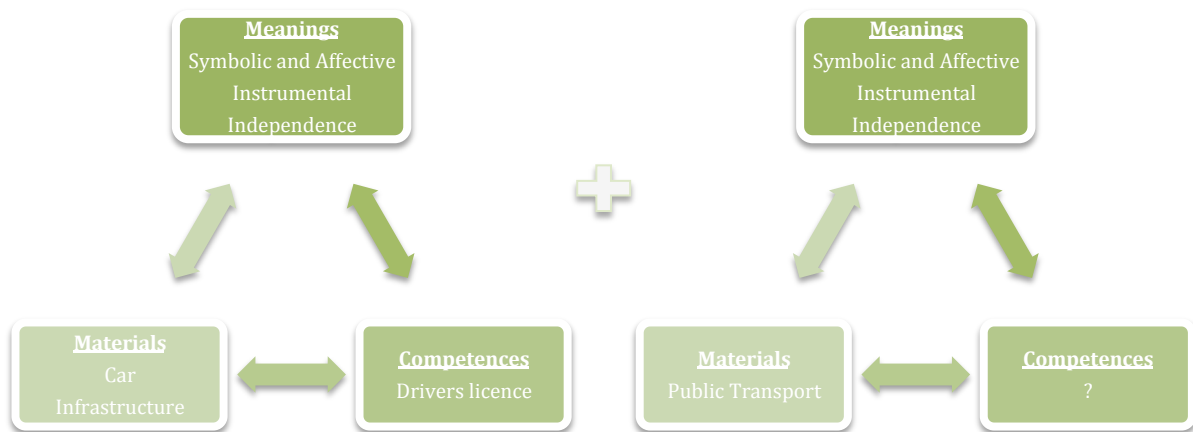 Meanings
Symbolic and Affective
Instrumental
Independence
Materials
Car
Infrastructure
Competences
Drivers licence
Meanings
Symbolic and Affective
Instrumental
Independence
Materials
Public Transport
Competences
?